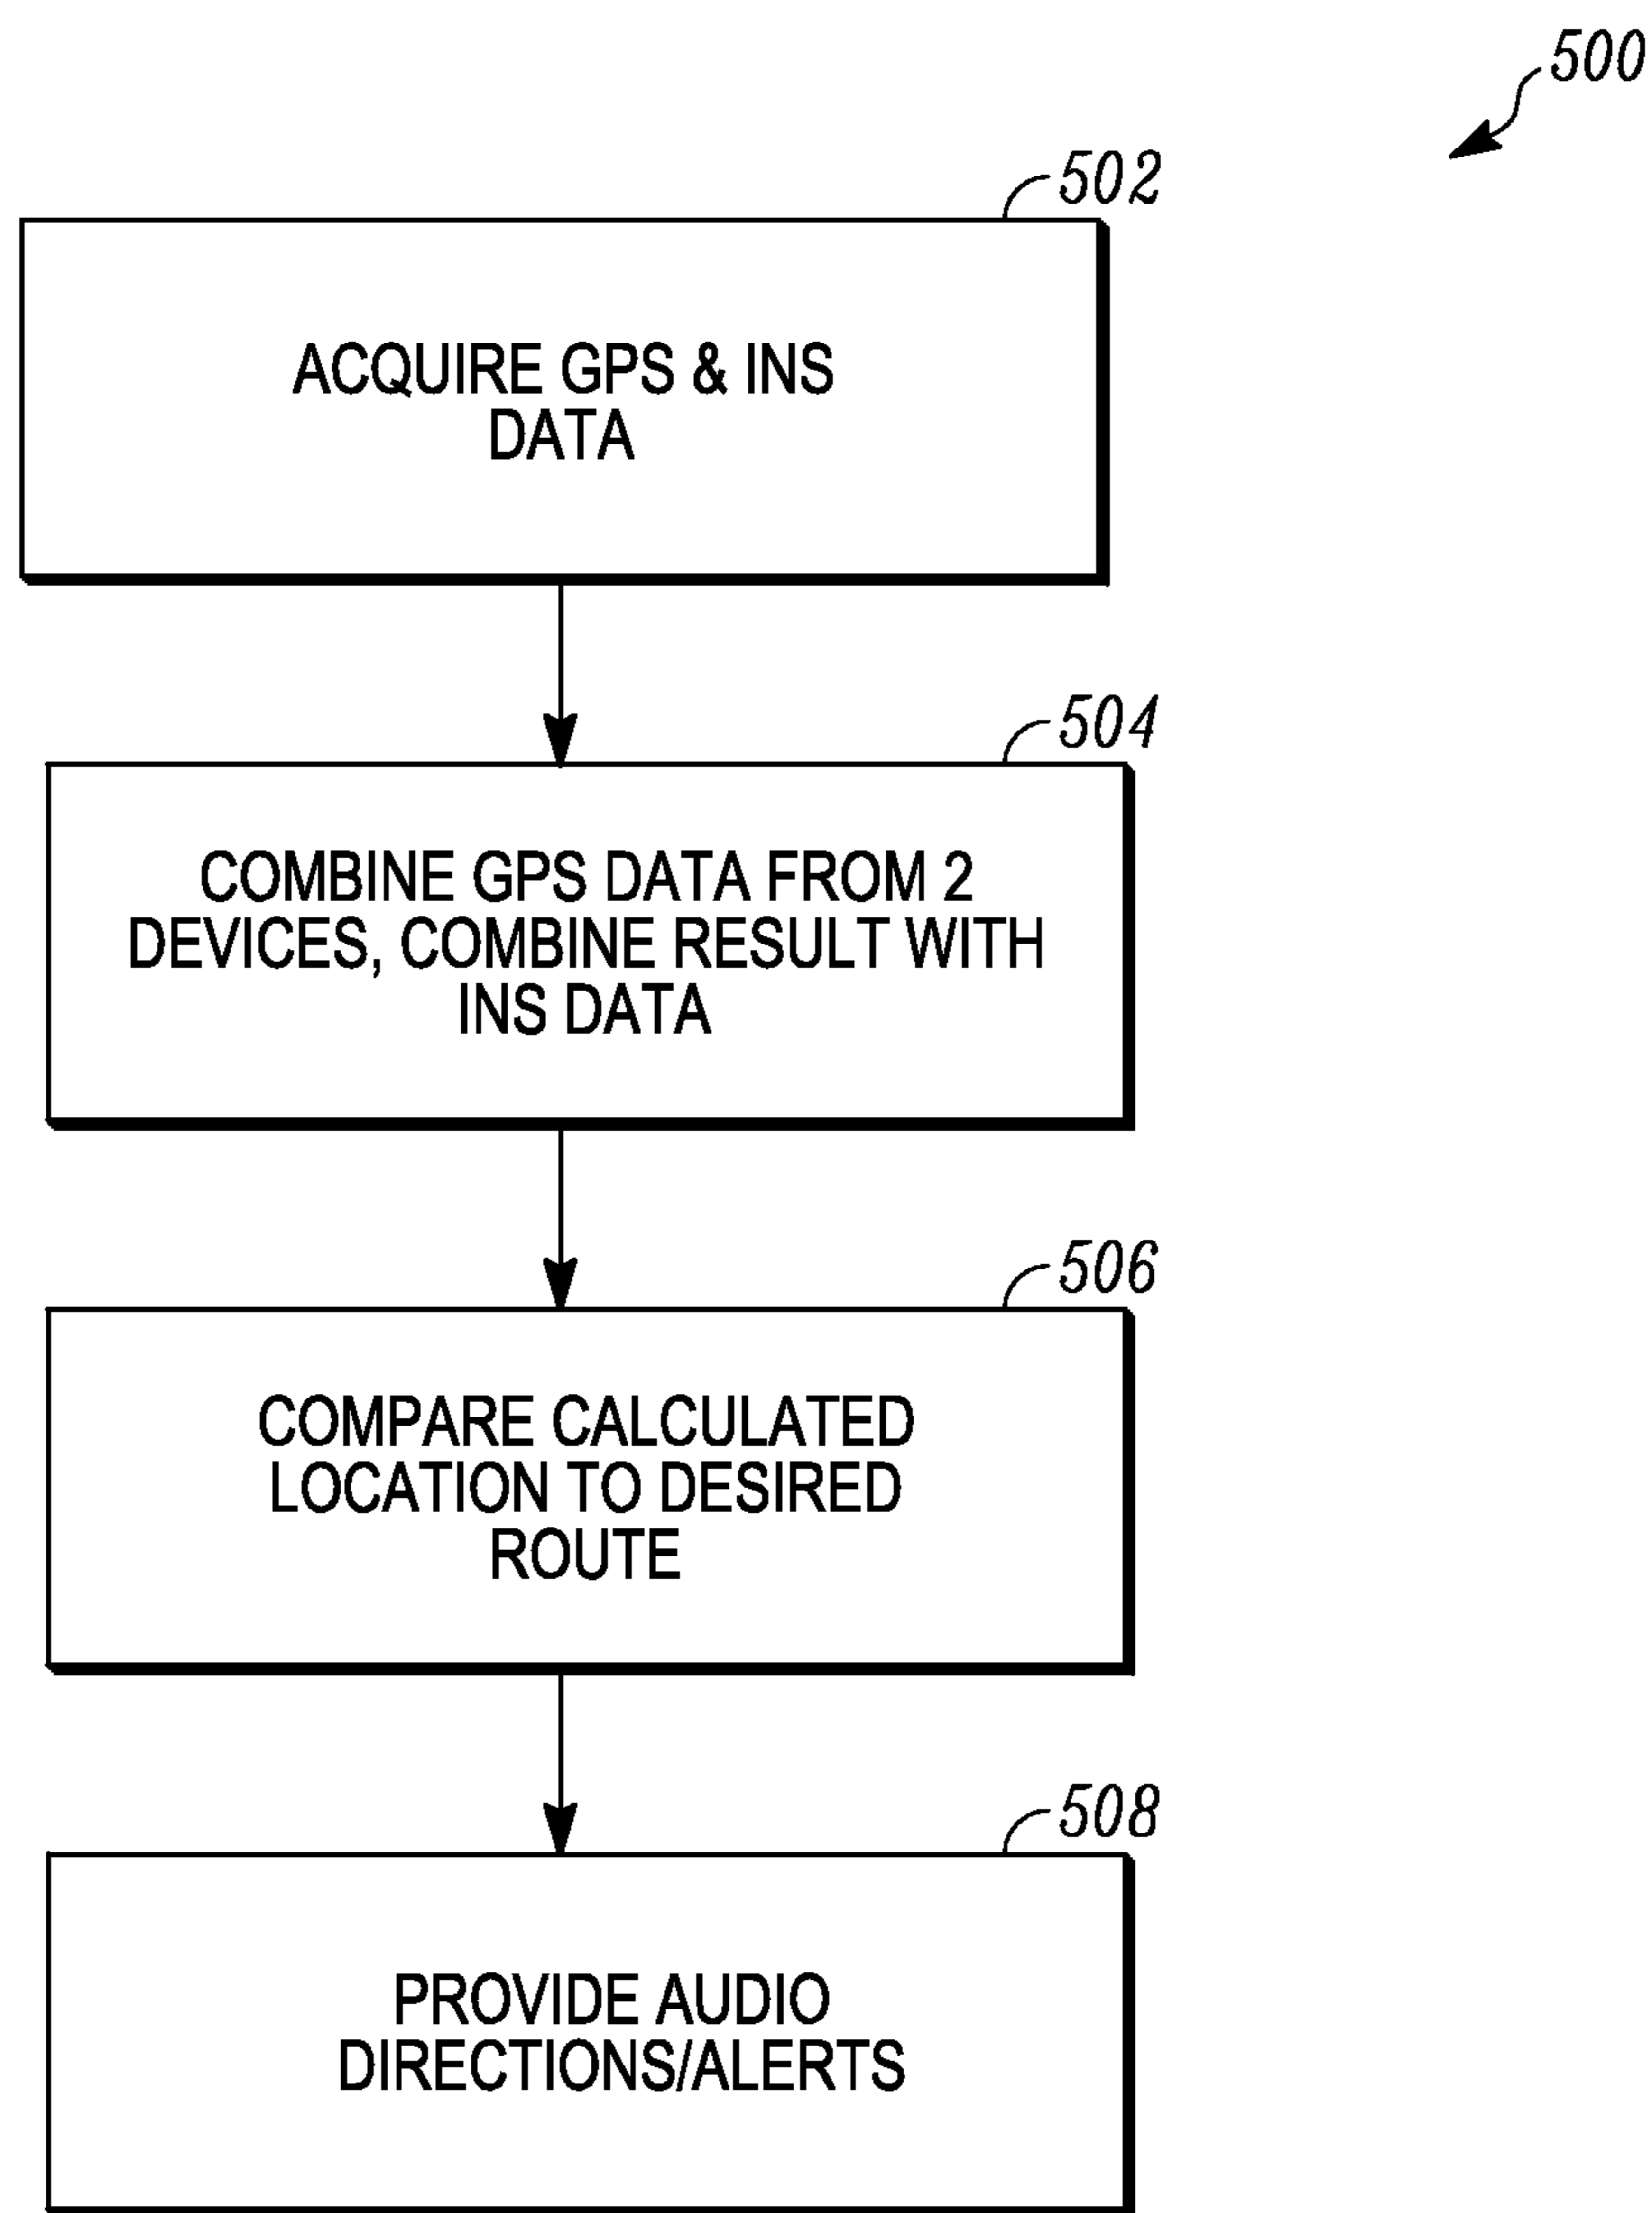 500
502
ACQUIRE GPS & INS
DATA
504
COMBINE GPS DATA FROM 2
DEVICES, COMBINE RESULT WITH
INS DATA
506
COMPARE CALCULATED
LOCATION TO DESIRED
ROUTE
508
PROVIDE AUDIO
DIRECTIONS/ALERTS